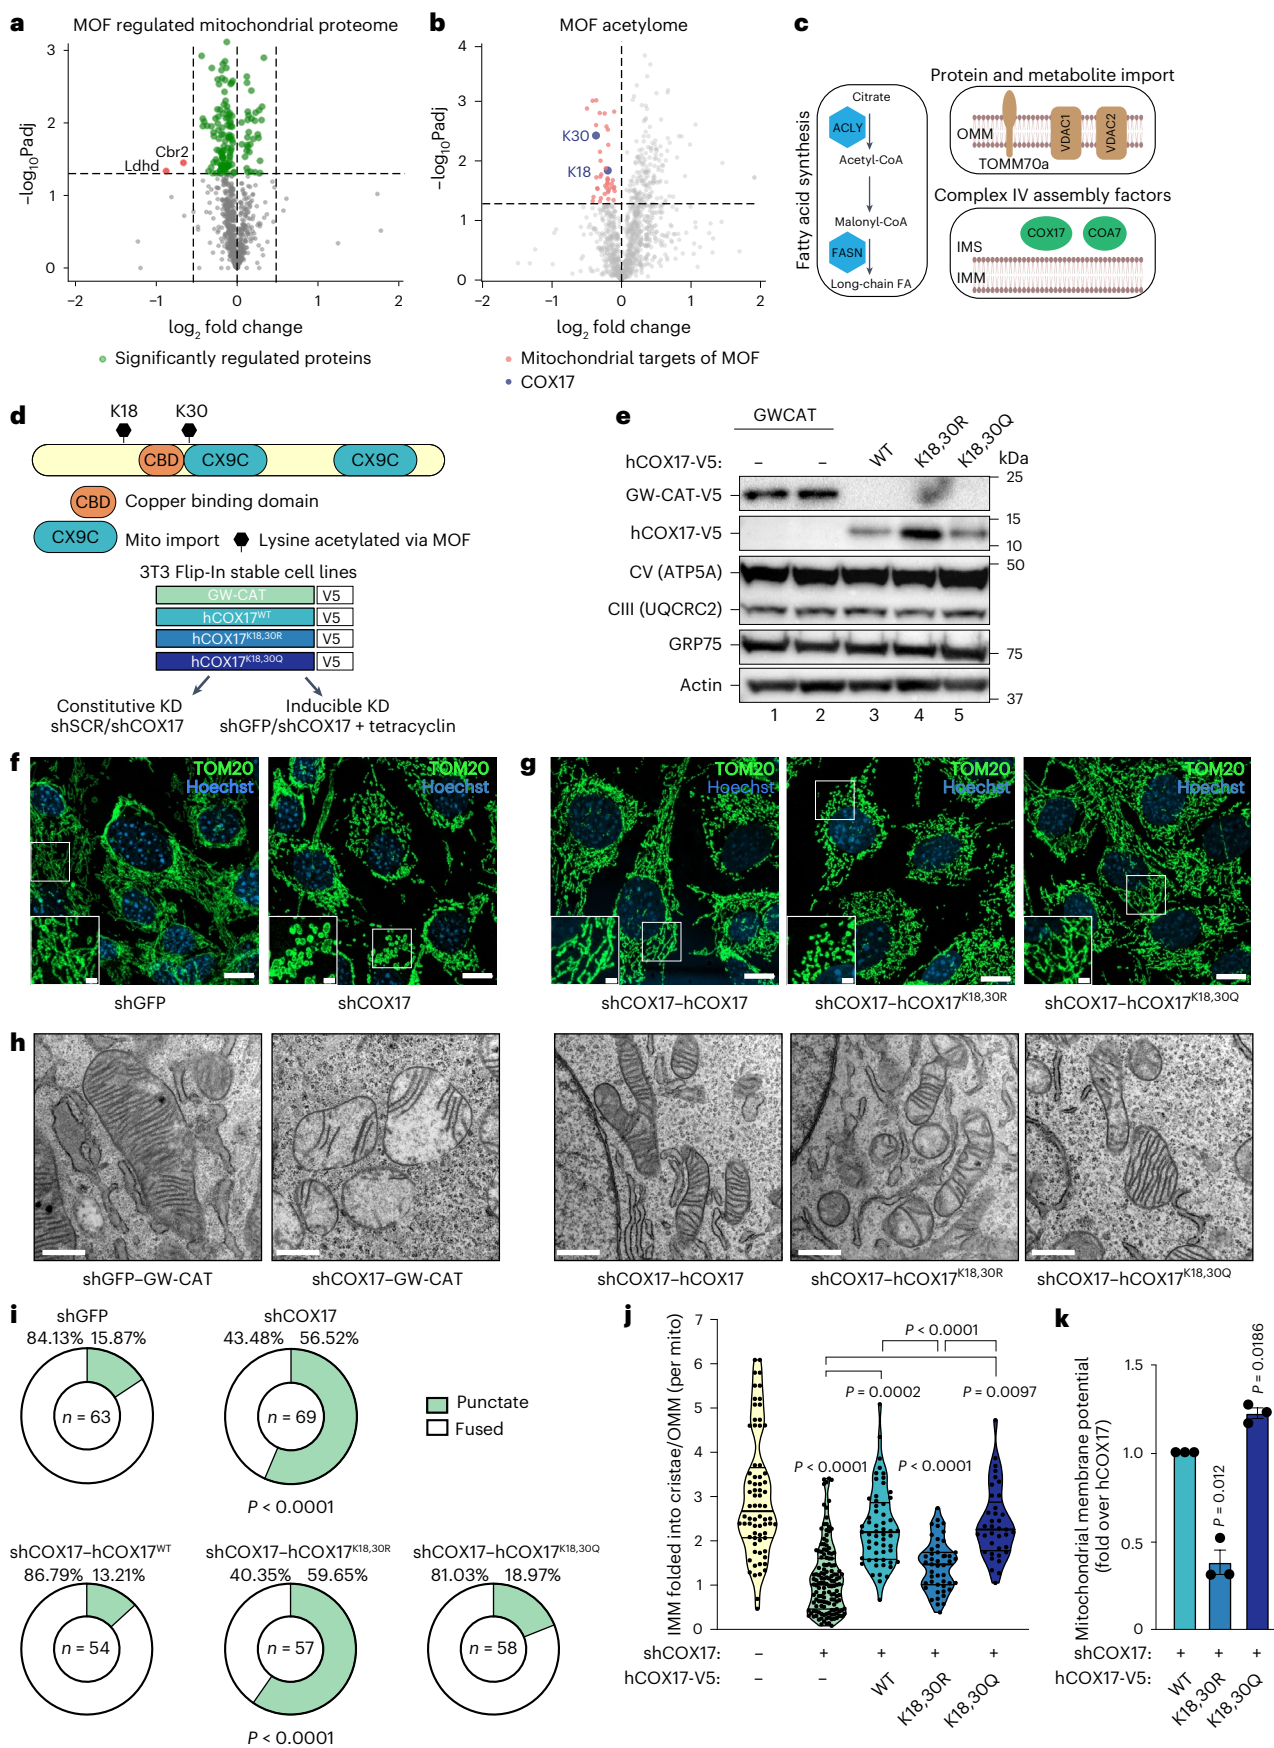 a
MOF regulated mitochondrial proteome
3
2
1
0
−log10Padj
Cbr2
Ldhd
−2 −1 0 1 2
log2 fold change
Significantly regulated proteins
b
MOF acetylome
4
3
2
1
0
−log10Padj
K30
K18
−2 −1 0 1 2
log2 fold change
Mitochondrial targets of MOF
COX17
c
Fatty acid synthesis
Citrate
ACLY
Acetyl-CoA
Malonyl-CoA
FASN
Long-chain FA
Protein and metabolite import
OMM
TOMM70a
VDAC1
VDAC2
Complex IV assembly factors
COX17
COA7
IMS
IMM
d
K18 K30
CBD CX9C CX9C
CBD Copper binding domain
CX9C Mito import Lysine acetylated via MOF
3T3 Flip-In stable cell lines
GW-CAT V5
hCOX17WT V5
hCOX17K18,30R V5
hCOX17K18,30Q V5
Constitutive KD
shSCR/shCOX17
Inducible KD
shGFP/shCOX17 + tetracyclin
e
GWCAT
hCOX17-V5: – – WT K18,30R K18,30Q kDa
GW-CAT-V5
hCOX17-V5
CV (ATP5A)
CIII (UQCRC2)
GRP75
Actin
25
15
10
50
75
37
1 2 3 4 5
f
TOM20
Hoechst
TOM20
Hoechst
shGFP
shCOX17
g
TOM20
Hoechst
TOM20
Hoechst
TOM20
Hoechst
shCOX17–hCOX17
shCOX17–hCOX17K18,30R
shCOX17–hCOX17K18,30Q
h
shGFP–GW-CAT
shCOX17–GW-CAT
shCOX17–hCOX17
shCOX17–hCOX17K18,30R
shCOX17–hCOX17K18,30Q
i
shGFP
84.13% 15.87%
n = 63
shCOX17
43.48% 56.52%
n = 69
P < 0.0001
Punctate
Fused
shCOX17–hCOX17WT
86.79% 13.21%
n = 54
shCOX17–hCOX17K18,30R
40.35% 59.65%
n = 57
P < 0.0001
shCOX17–hCOX17K18,30Q
81.03% 18.97%
n = 58
j
IMM folded into cristae/OMM (per mito)
7
6
5
4
3
2
1
0
P < 0.0001
P = 0.0002
P = 0.0097
P < 0.0001
P < 0.0001
shCOX17: – + + + +
hCOX17-V5: – – WT K18,30R K18,30Q
k
Mitochondrial membrane potential
(fold over hCOX17)
1.5
1.0
0.5
0
P = 0.012
P = 0.0186
shCOX17: + + +
hCOX17-V5: WT K18,30R K18,30Q